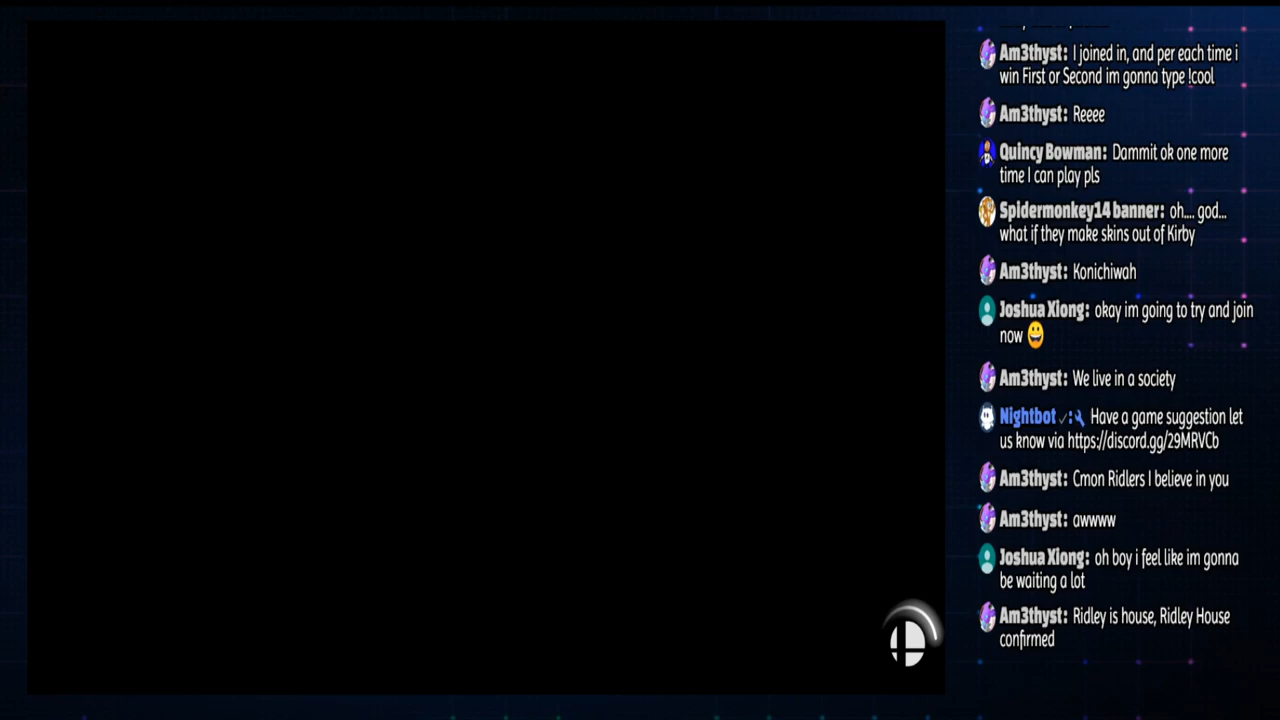 Am3thyst: I joined in, and per each time i
win First or Second im gonna type !cool
Am3thyst: Reeee
Quincy Bowman: Dammit ok one more
time I can play pls
Spidermonkey14 banner: oh.... god...
what if they make skins out of Kirby
Am3thyst: Konichiwah
Joshua Xiong: okay im going to try and join
now 😀
Am3thyst: We live in a society
Nightbot ✓:🔧 Have a game suggestion let
us know via https://discord.gg/29MRVCb
Am3thyst: Cmon Ridlers I believe in you
Am3thyst: awwww
Joshua Xiong: oh boy i feel like im gonna
be waiting a lot
Am3thyst: Ridley is house, Ridley House
confirmed